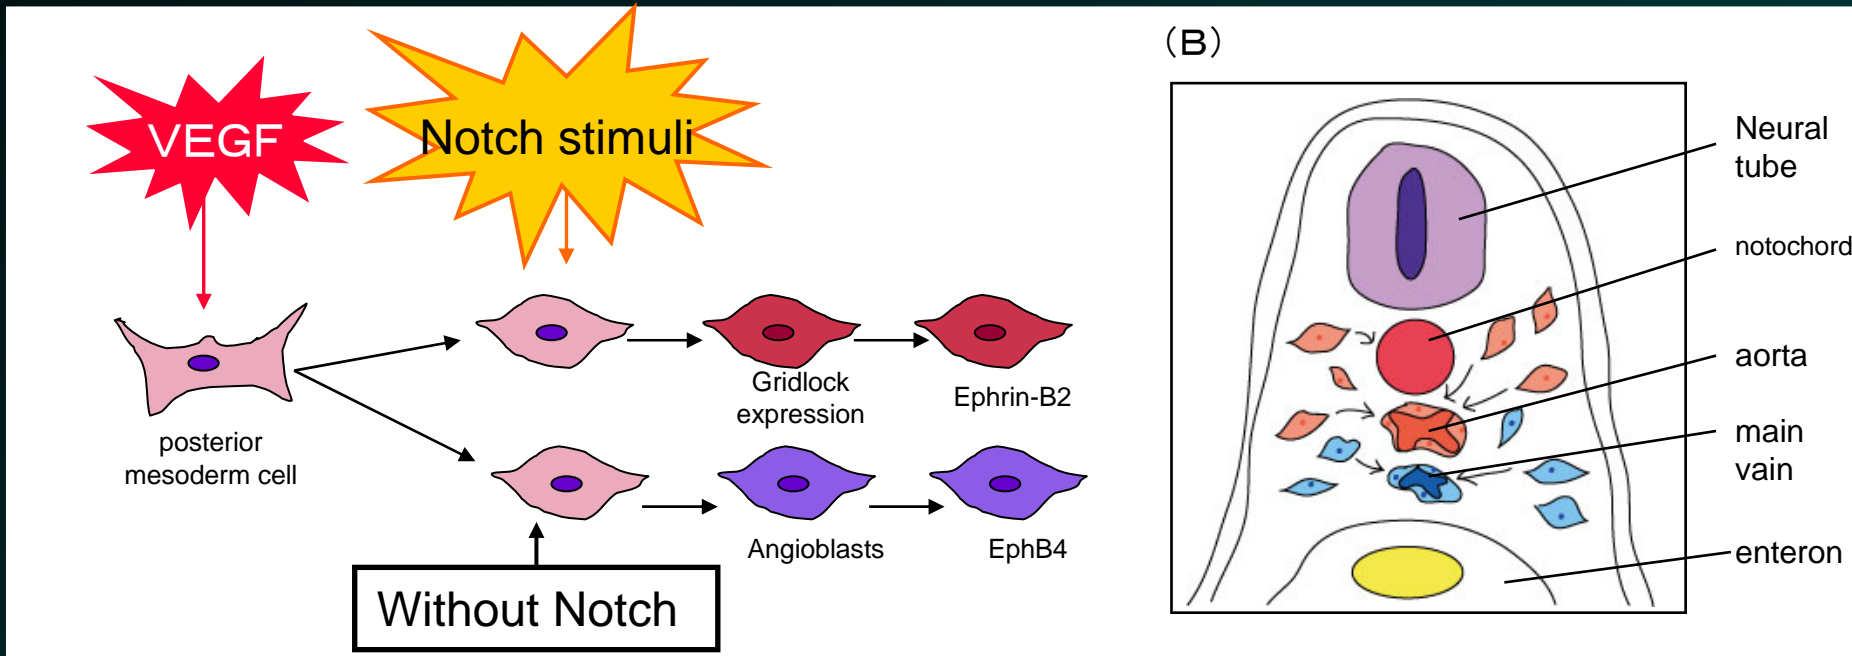 VEGF
Notch stimuli
posterior
mesoderm cell
Gridlock
expression
Ephrin-B2
Angioblasts
EphB4
Without Notch
(B)
Neural
tube
notochord
aorta
main
vain
enteron